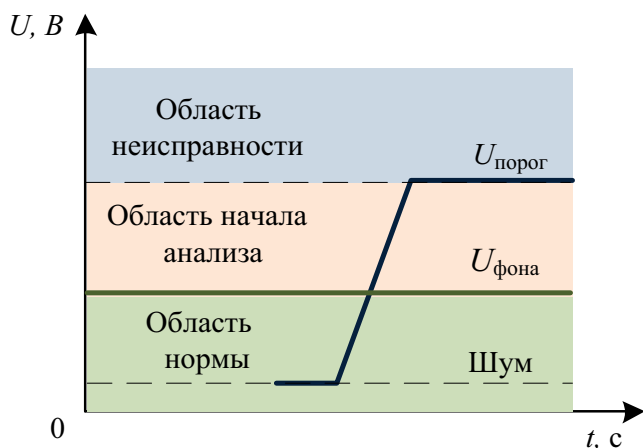 U, В
Область
неисправности
Uпорог
Область начала
анализа
Uфона
Область
нормы
Шум
0
t, с